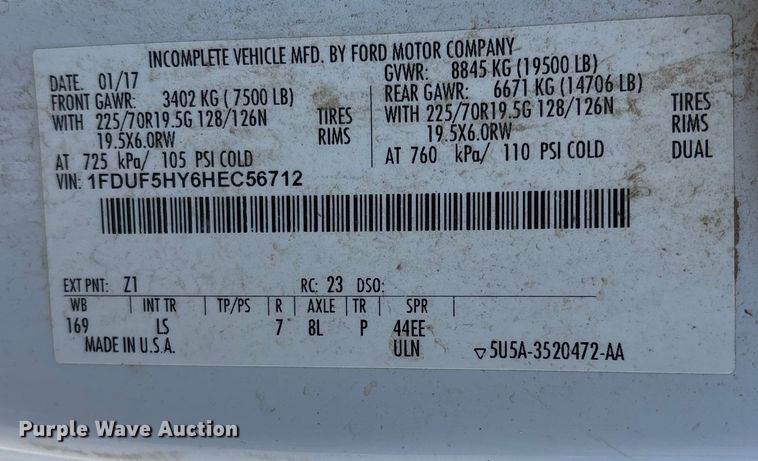 INCOMPLETE VEHICLE MFD. BY FORD MOTOR COMPANY
DATE: 01/17 GVWR: 8845 KG (19500 LB)
FRONT GAWR: 3402 KG ( 7500 LB) REAR GAWR: 6671 KG (14706 LB)
WITH 225/70R19.5G 128/126N TIRES WITH 225/70R19.5G 128/126N TIRES
19.5X6.0RW RIMS 19.5X6.0RW RIMS
AT 725 kPa/ 105 PSI COLD AT 760 kPa/ 110 PSI COLD DUAL
VIN: 1FDUF5HY6HEC56712
EXT PNT: Z1 RC: 23 DSO:
WB INT TR TP/PS R AXLE TR SPR
169 LS 7 8L P 44EE
MADE IN U.S.A. ULN ▽5U5A-3520472-AA
Purple Wave Auction